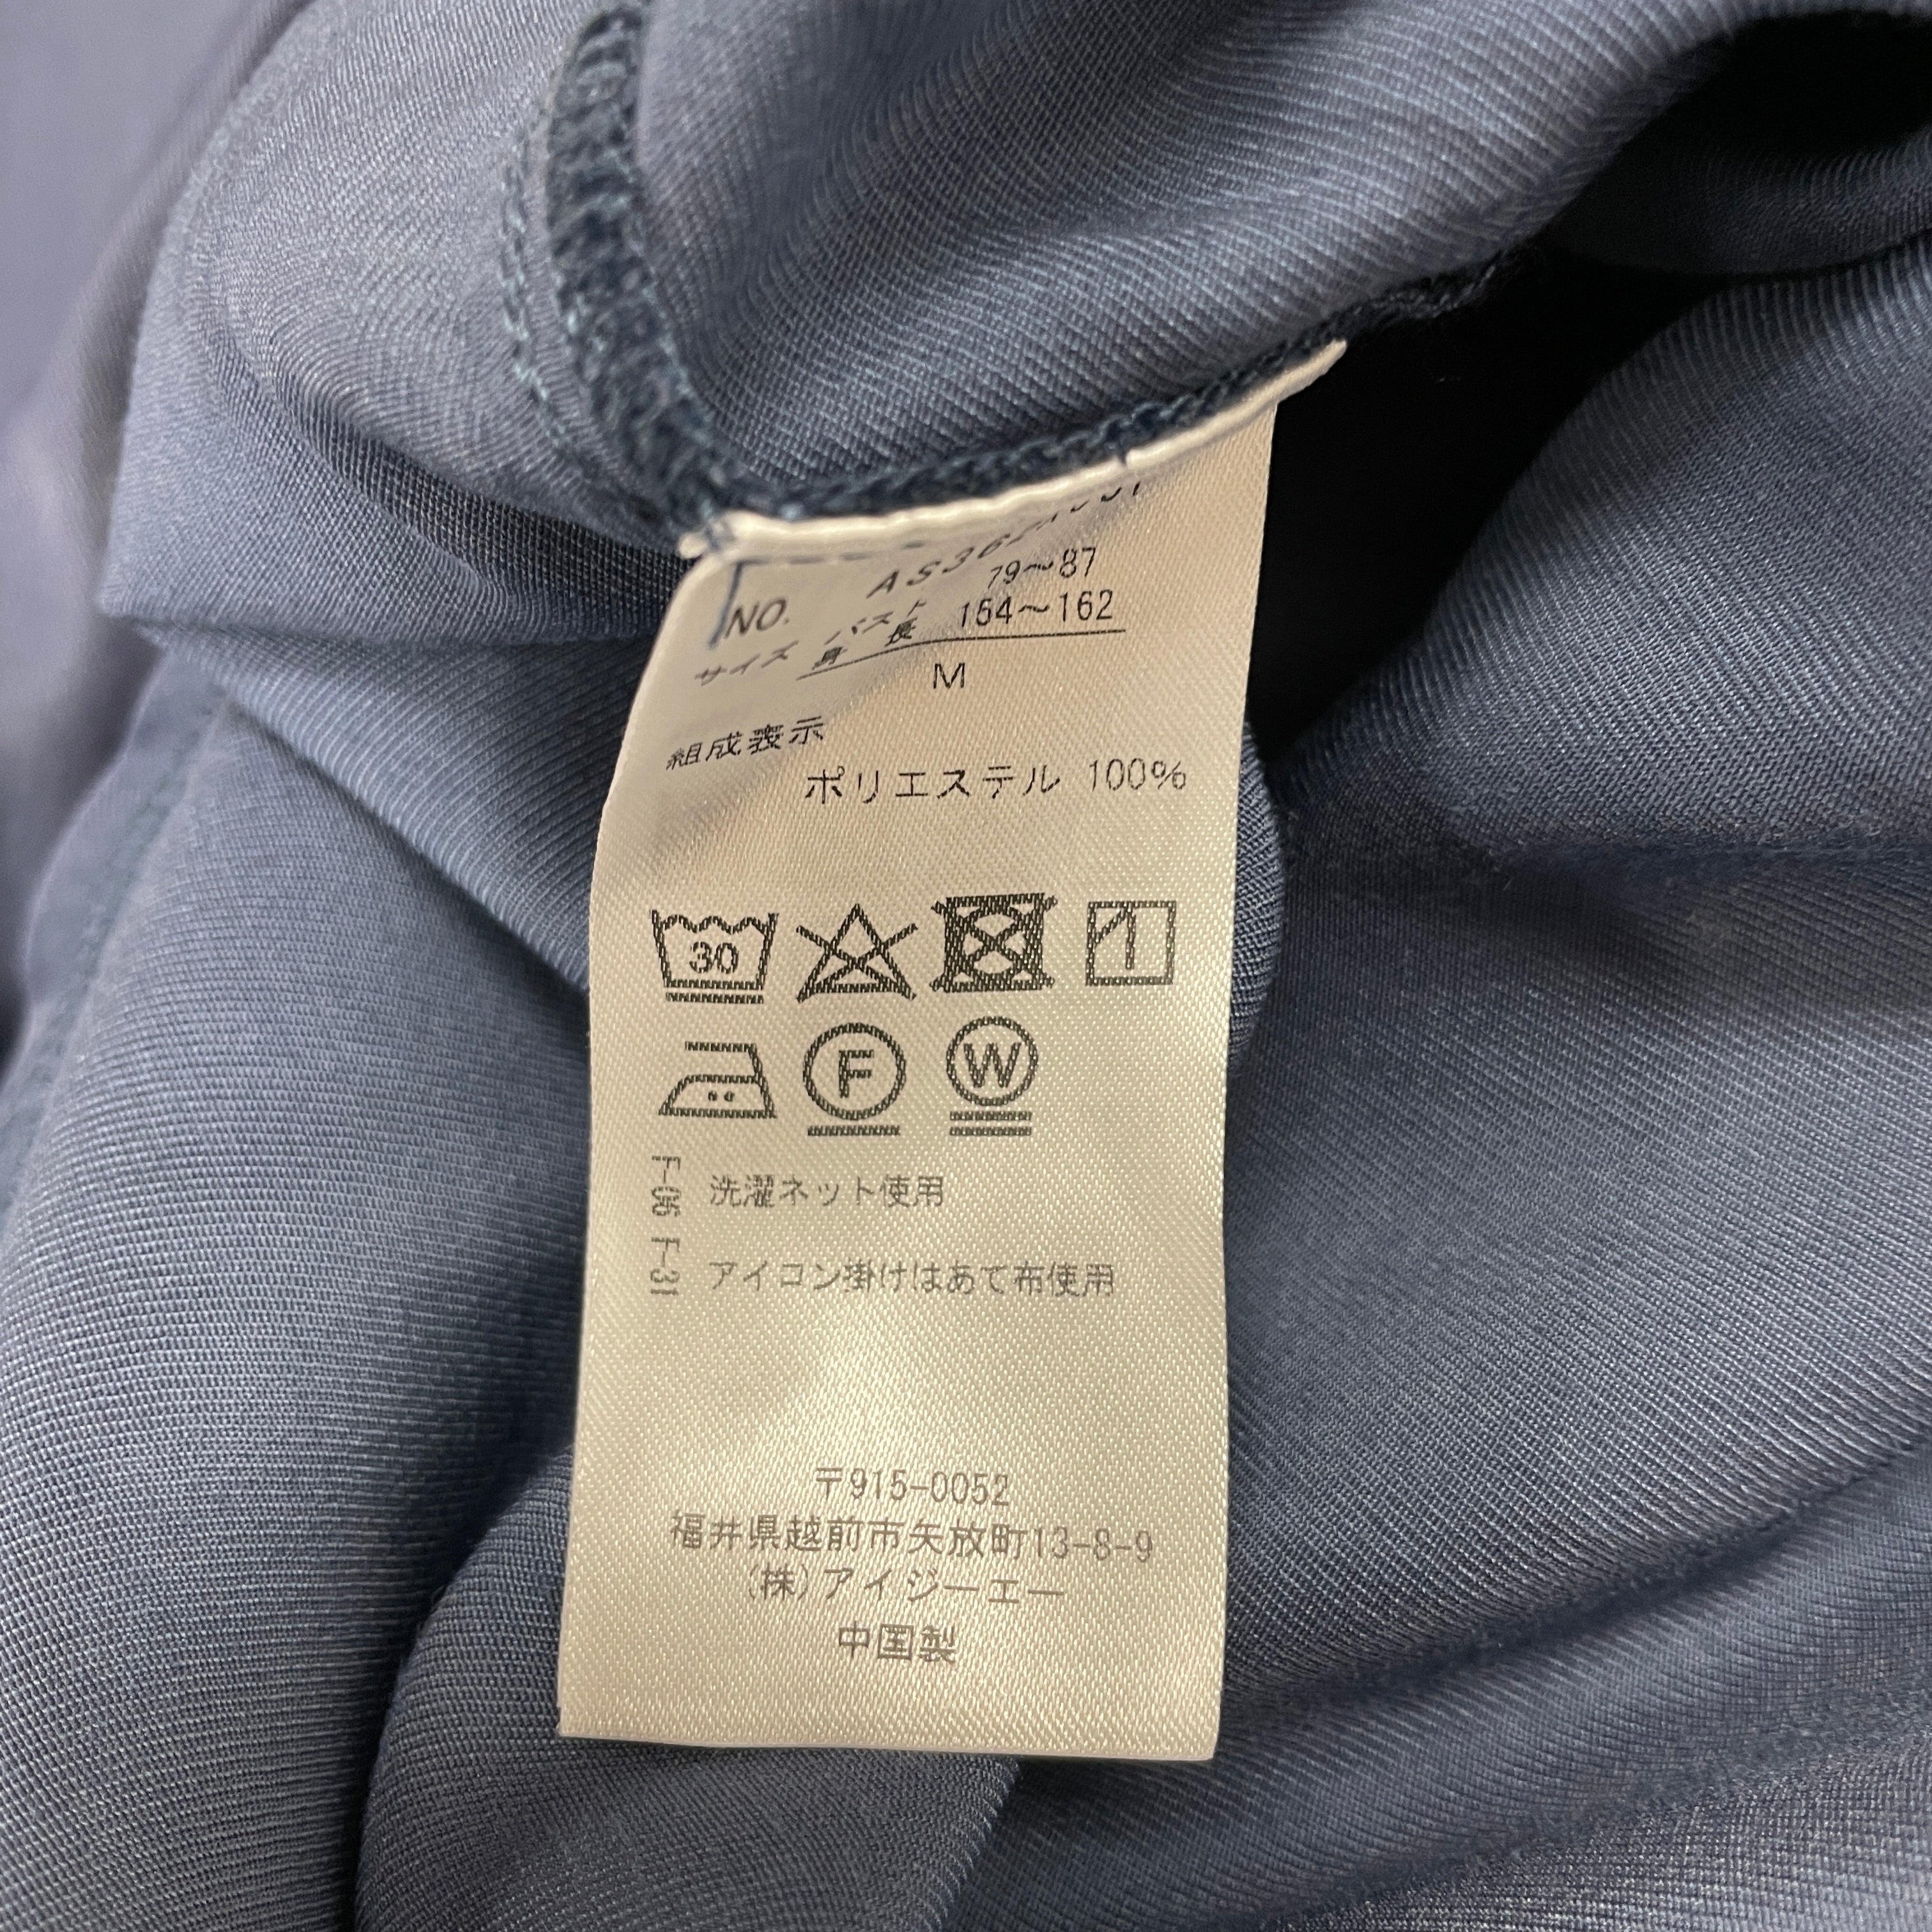 NO.
サイズ バスト 79～87
身長 154～162
M
組成表示
ポリエステル 100%
30
F W
F-06 洗濯ネット使用
F-31 アイロン掛けはあて布使用
〒915-0052
福井県越前市矢放町13-8-9
(株)アイジーエー
中国製